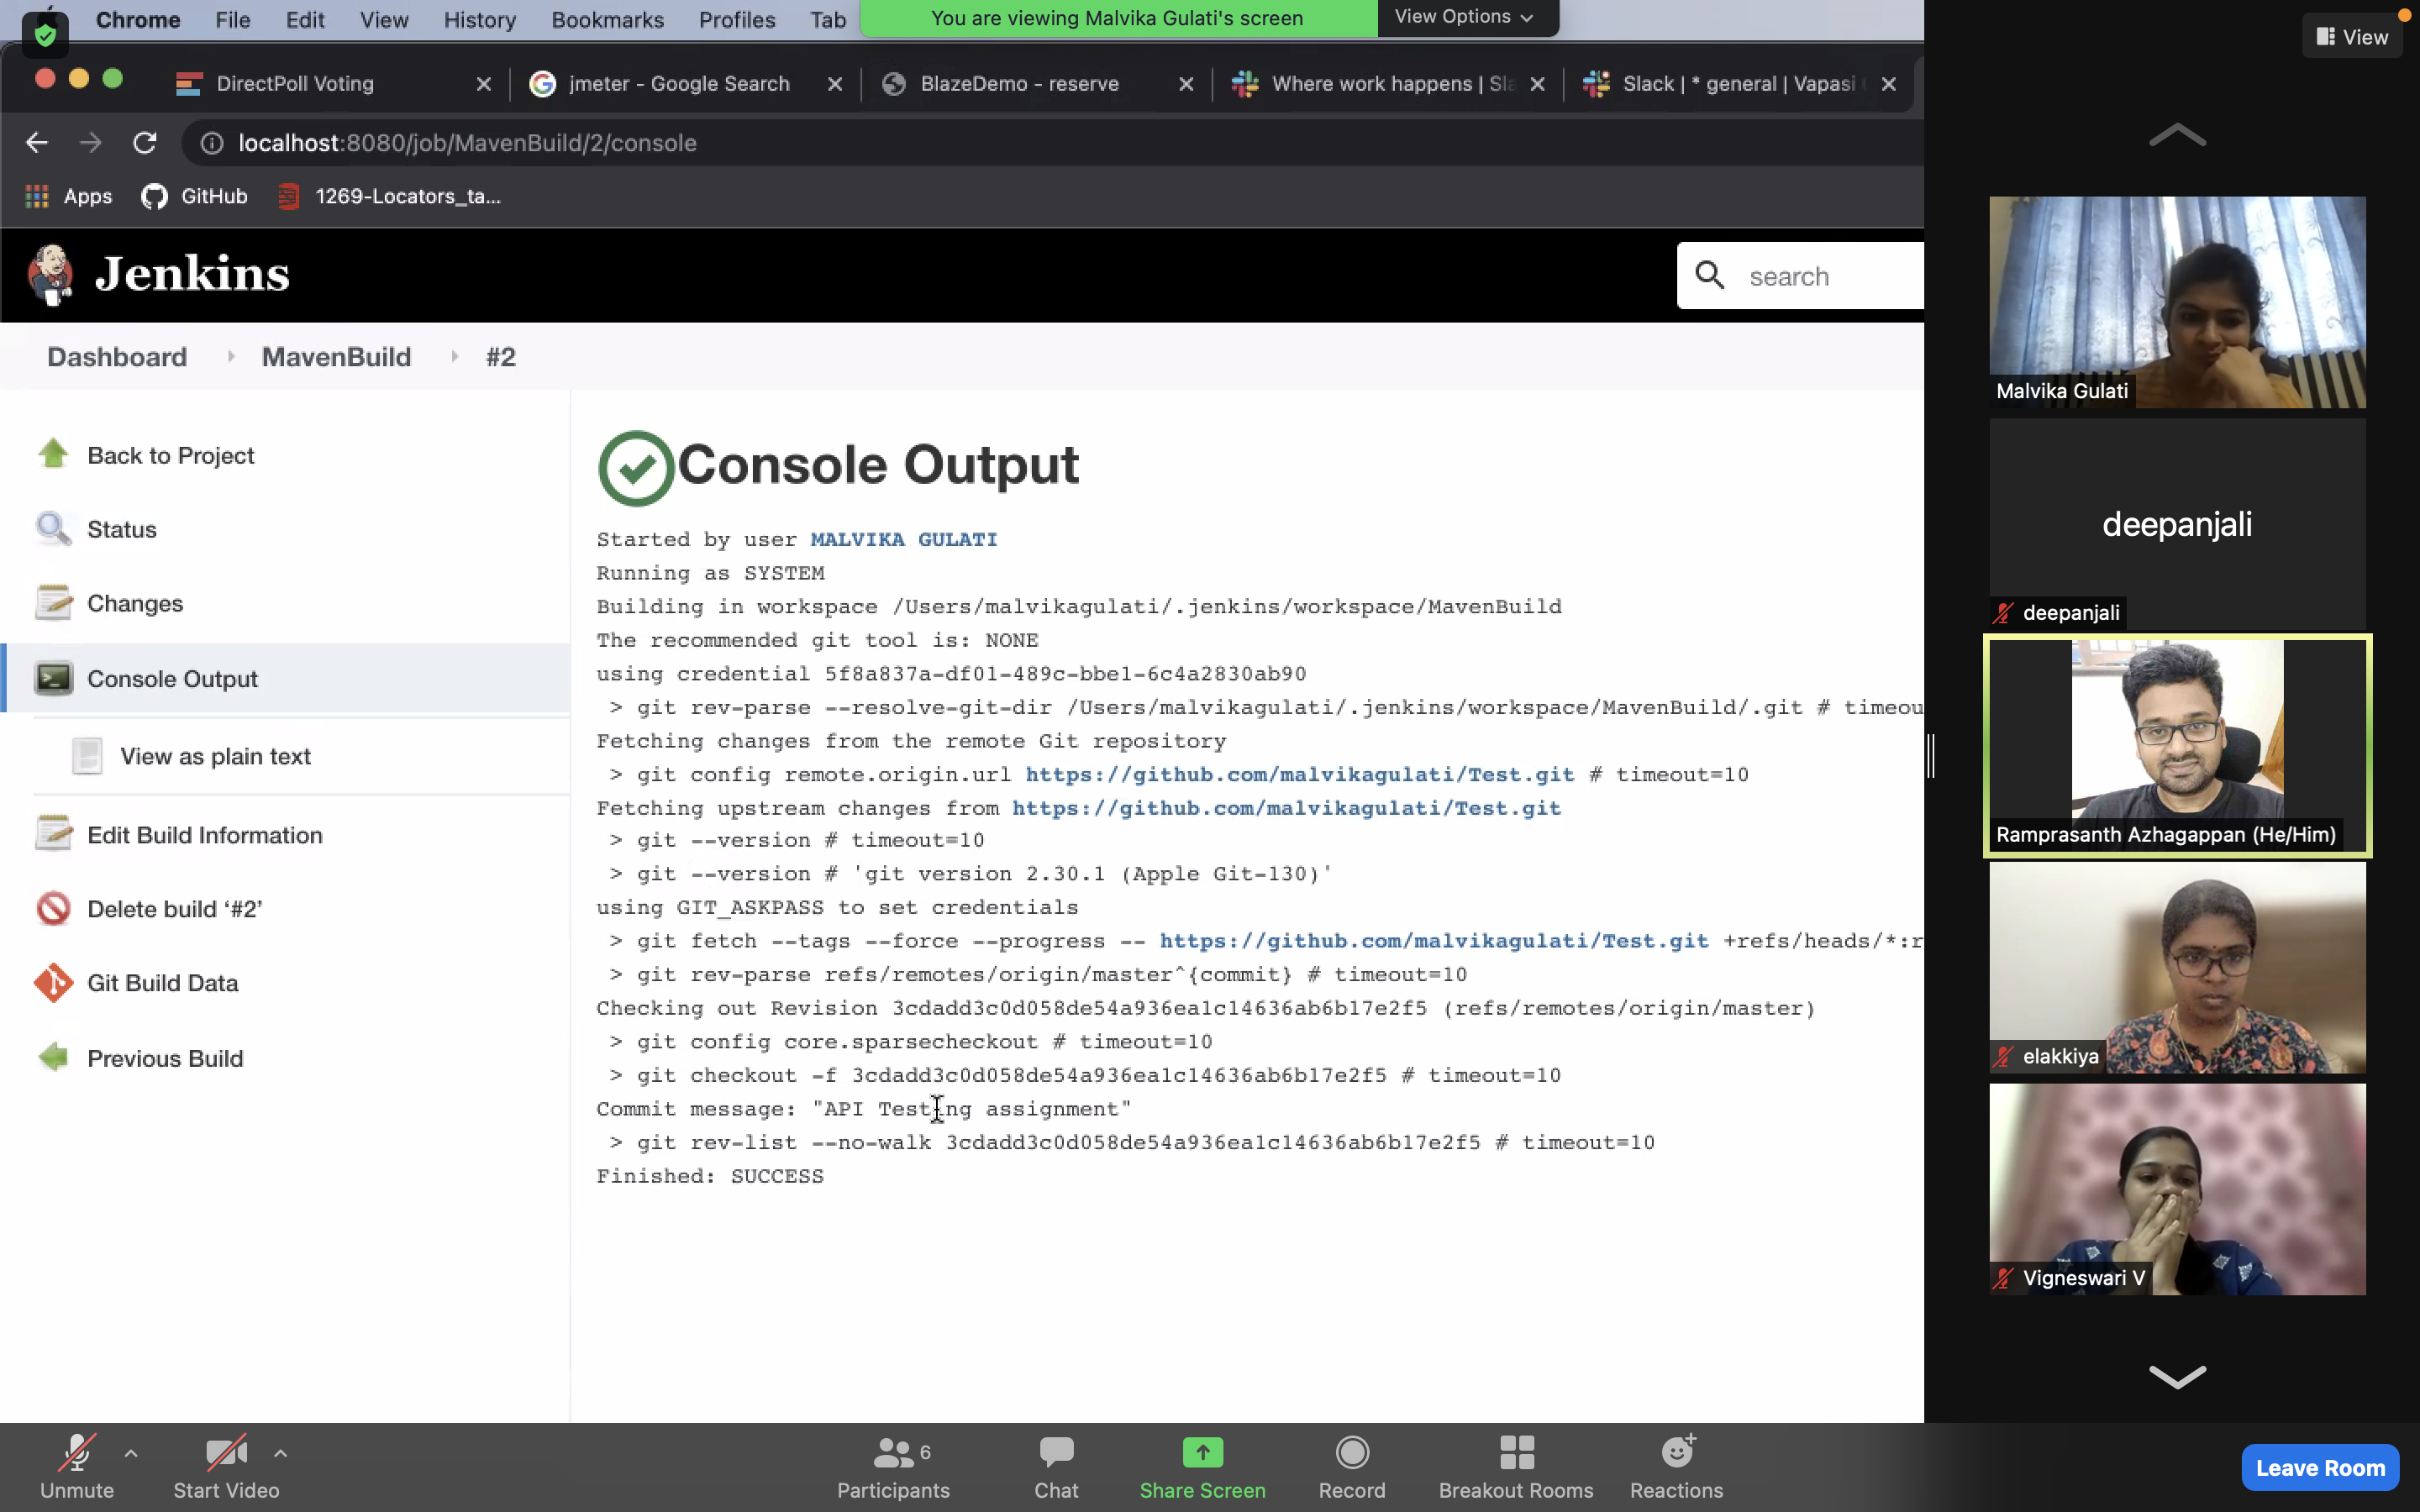 Chrome File Edit View History Bookmarks Profiles Tab
You are viewing Malvika Gulati's screen View Options
View
DirectPoll Voting
jmeter - Google Search
BlazeDemo - reserve
Where work happens | Sla
Slack | * general | Vapasi
localhost:8080/job/MavenBuild/2/console
Apps GitHub 1269-Locators_ta...
Jenkins
search
Dashboard MavenBuild #2
Back to Project
Status
Changes
Console Output
View as plain text
Edit Build Information
Delete build ‘#2’
Git Build Data
Previous Build
Console Output
Started by user MALVIKA GULATI
Running as SYSTEM
Building in workspace /Users/malvikagulati/.jenkins/workspace/MavenBuild
The recommended git tool is: NONE
using credential 5f8a837a-df01-489c-bbe1-6c4a2830ab90
> git rev-parse --resolve-git-dir /Users/malvikagulati/.jenkins/workspace/MavenBuild/.git # timeou
Fetching changes from the remote Git repository
> git config remote.origin.url https://github.com/malvikagulati/Test.git # timeout=10
Fetching upstream changes from https://github.com/malvikagulati/Test.git
> git --version # timeout=10
> git --version # 'git version 2.30.1 (Apple Git-130)'
using GIT_ASKPASS to set credentials
> git fetch --tags --force --progress -- https://github.com/malvikagulati/Test.git +refs/heads/*:r
> git rev-parse refs/remotes/origin/master^{commit} # timeout=10
Checking out Revision 3cdadd3c0d058de54a936ea1c14636ab6b17e2f5 (refs/remotes/origin/master)
> git config core.sparsecheckout # timeout=10
> git checkout -f 3cdadd3c0d058de54a936ea1c14636ab6b17e2f5 # timeout=10
Commit message: "API Testing assignment"
> git rev-list --no-walk 3cdadd3c0d058de54a936ea1c14636ab6b17e2f5 # timeout=10
Finished: SUCCESS
Malvika Gulati
deepanjali
deepanjali
Ramprasanth Azhagappan (He/Him)
elakkiya
Vigneswari V
Unmute
Start Video
6
Participants
Chat
Share Screen
Record
Breakout Rooms
Reactions
Leave Room